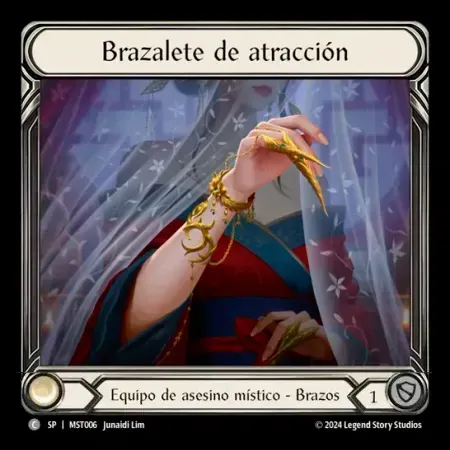 Brazalete de atracción
Equipo de asesino místico - Brazos
1
C SP | MST006 Junaidi Lim
© 2024 Legend Story Studios